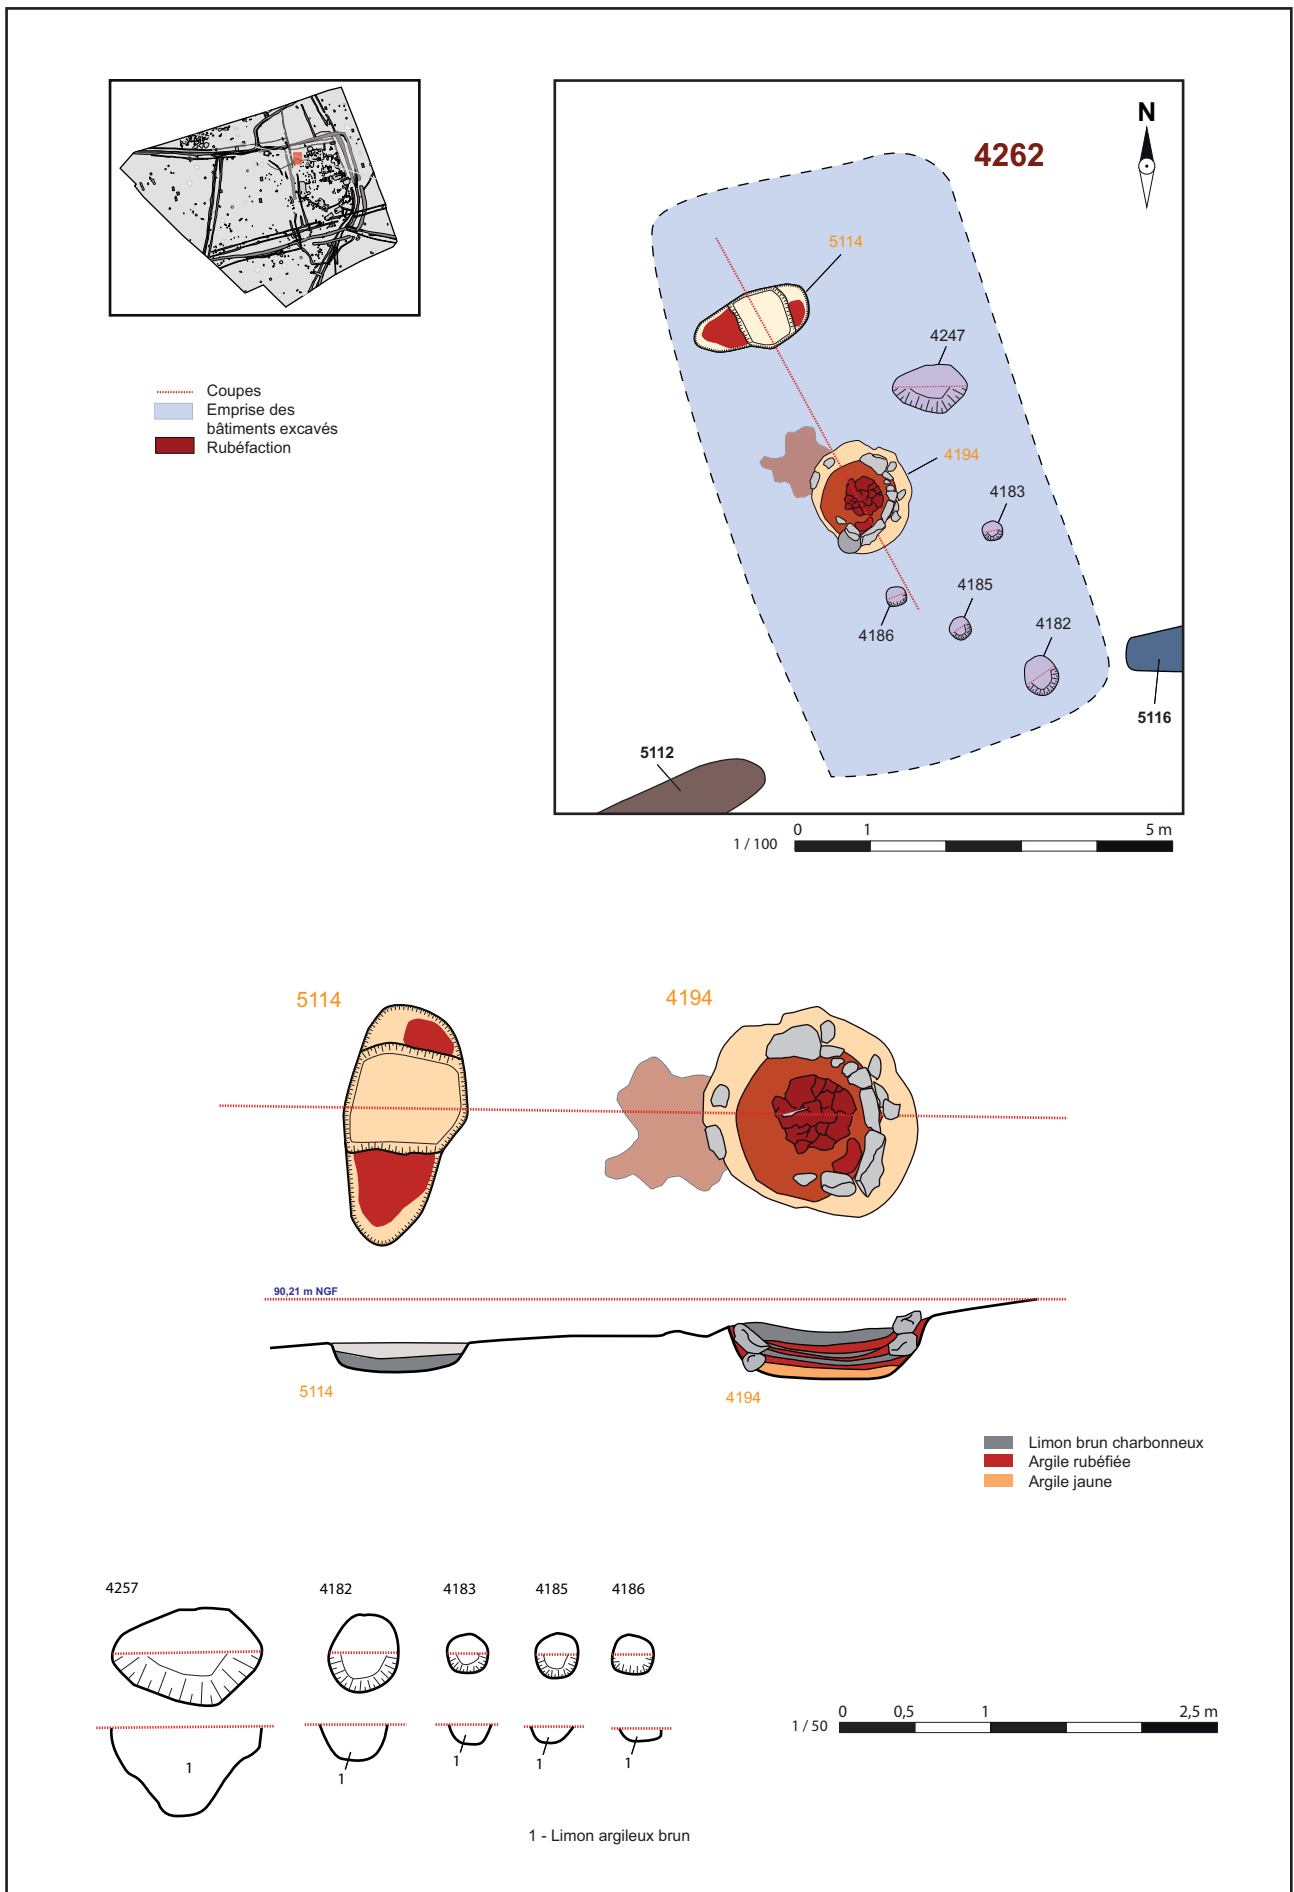 N
4262
5114
4247
4194
4183
4185
4186
4182
5116
5112
Coupes
Emprise des
bâtiments excavés
Rubéfaction
0 1 5 m
1 / 100
5114
4194
90,21 m NGF
5114
4194
Limon brun charbonneux
Argile rubéfiée
Argile jaune
4257 4182 4183 4185 4186
1
1
1
1
1
0 0,5 1 2,5 m
1 / 50
1 - Limon argileux brun